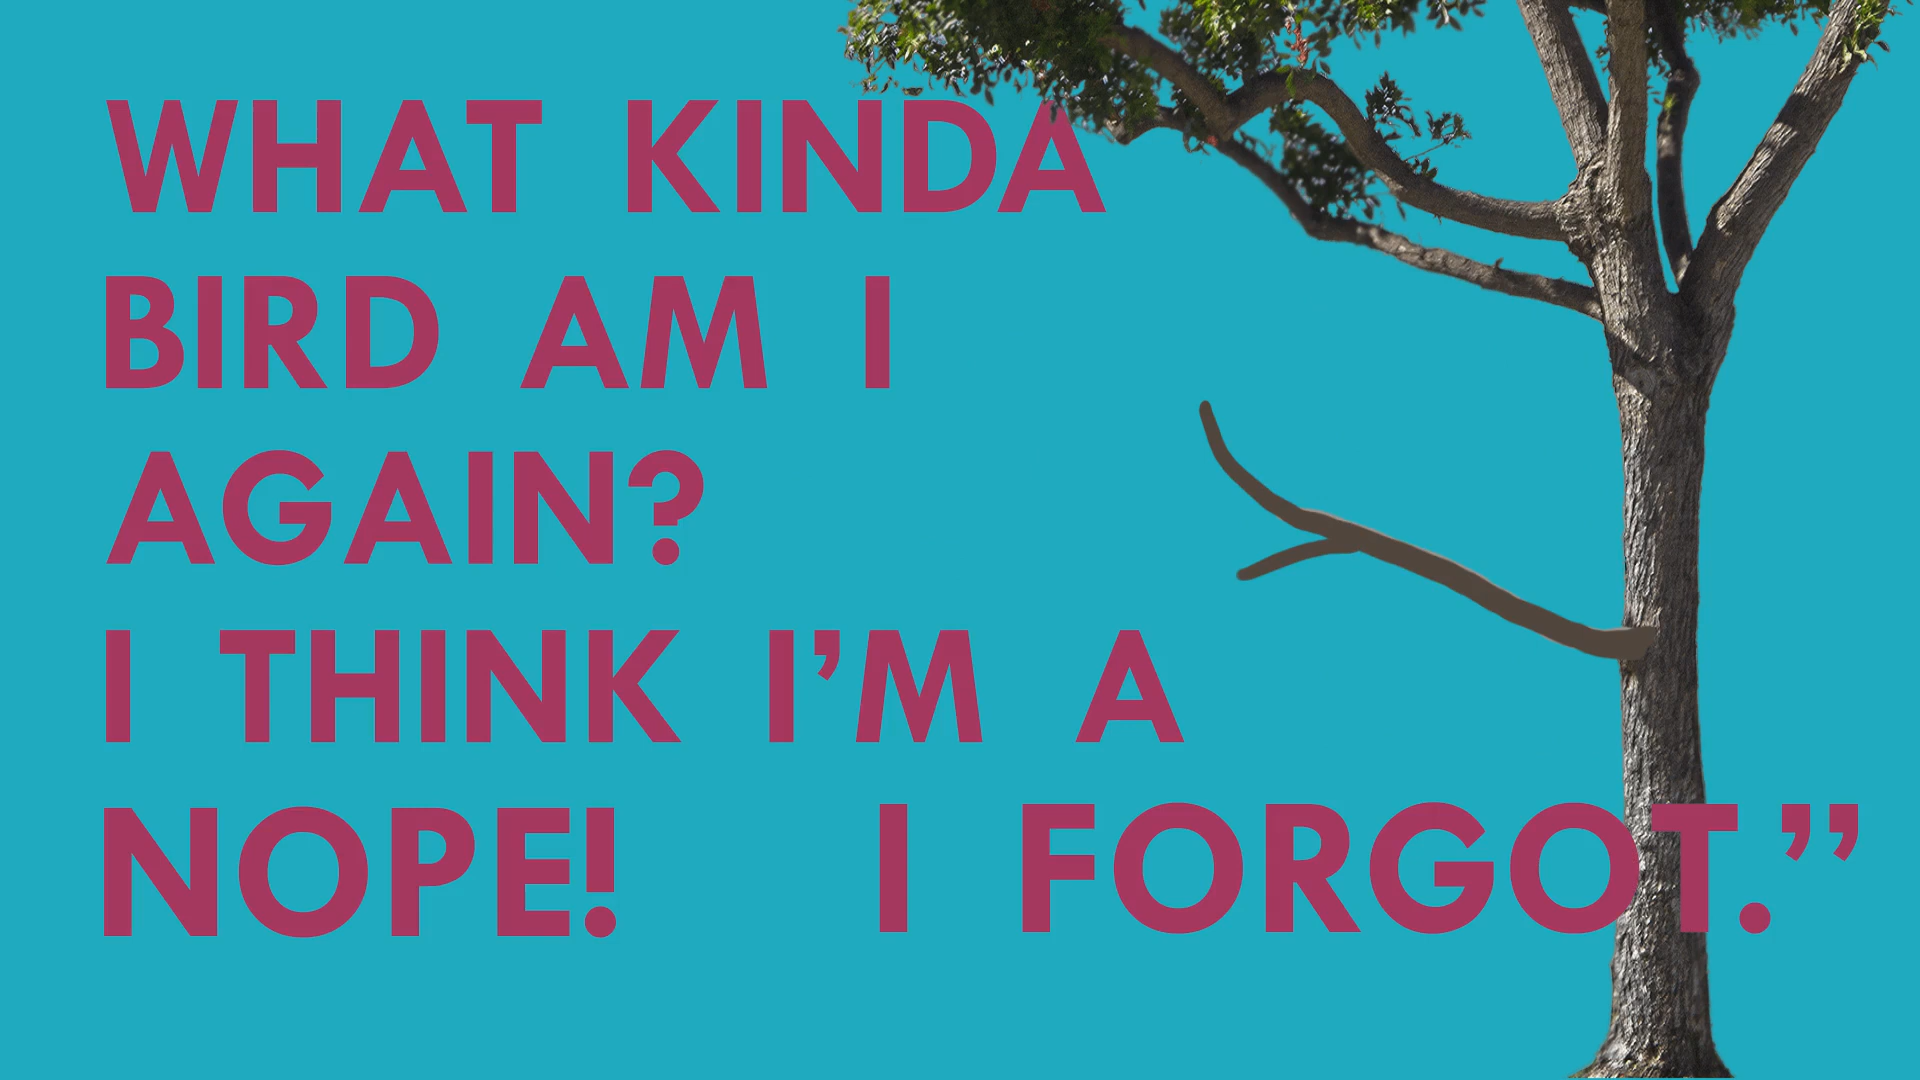 WHAT KINDA
BIRD AM I
AGAIN?
I THINK I’M A
NOPE! I FORGOT.”